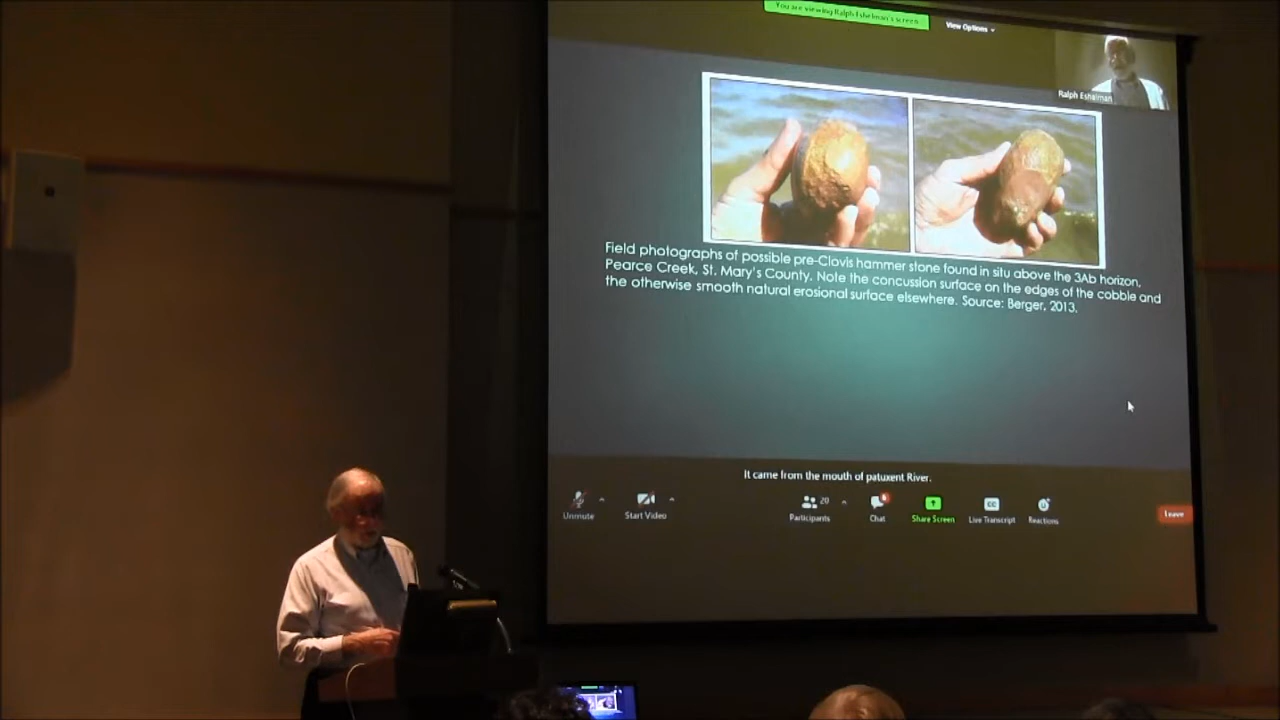 You are viewing Ralph Eshelman's screen
View Options
Ralph Eshelman
Field photographs of possible pre-Clovis hammer stone found in situ above the 3Ab horizon,
Pearce Creek, St. Mary's County. Note the concussion surface on the edges of the cobble and
the otherwise smooth natural erosional surface elsewhere. Source: Berger, 2013.
It came from the mouth of patuxent River.
Unmute
Start Video
Participants
20
Chat
Share Screen
CC
Live Transcript
Reactions
Leave